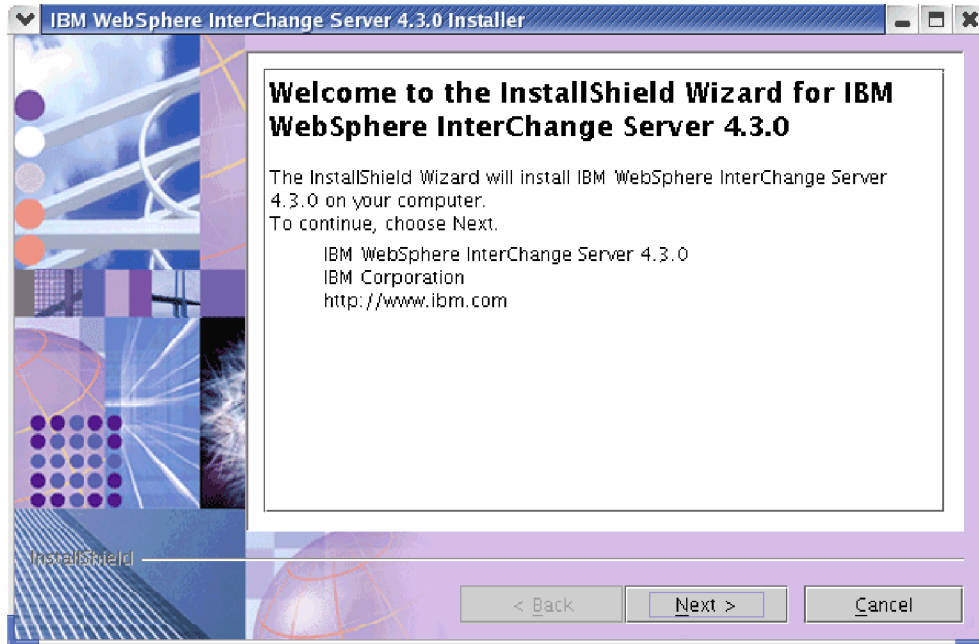 IBM WebSphere InterChange Server 4.3.0 Installer
Welcome to the InstallShield Wizard for IBM
WebSphere InterChange Server 4.3.0
The InstallShield Wizard will install IBM WebSphere InterChange Server
4.3.0 on your computer.
To continue, choose Next.
IBM WebSphere InterChange Server 4.3.0
IBM Corporation
http://www.ibm.com
InstallShield
< Back
Next >
Cancel